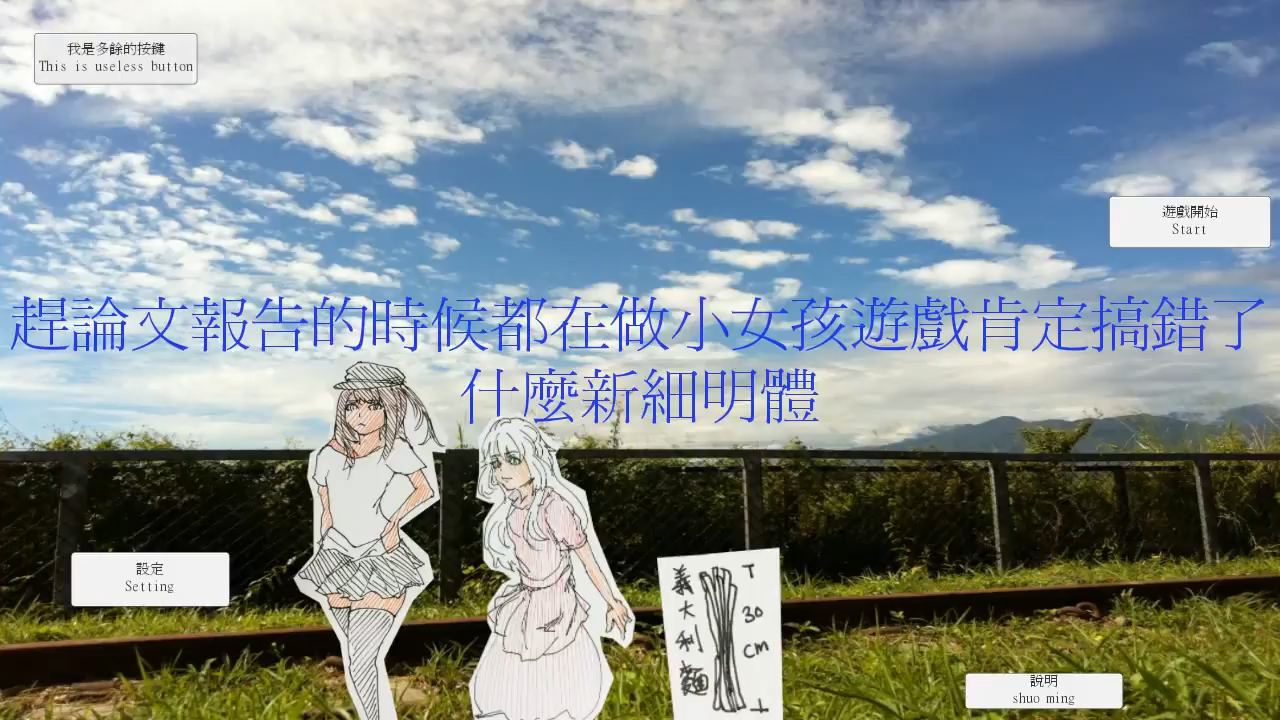 我是多餘的按鍵
This is useless button
遊戲開始
Start
趕論文報告的時候都在做小女孩遊戲肯定搞錯了
什麼新細明體
設定
Setting
義大利麵
30
cm
說明
shuo ming